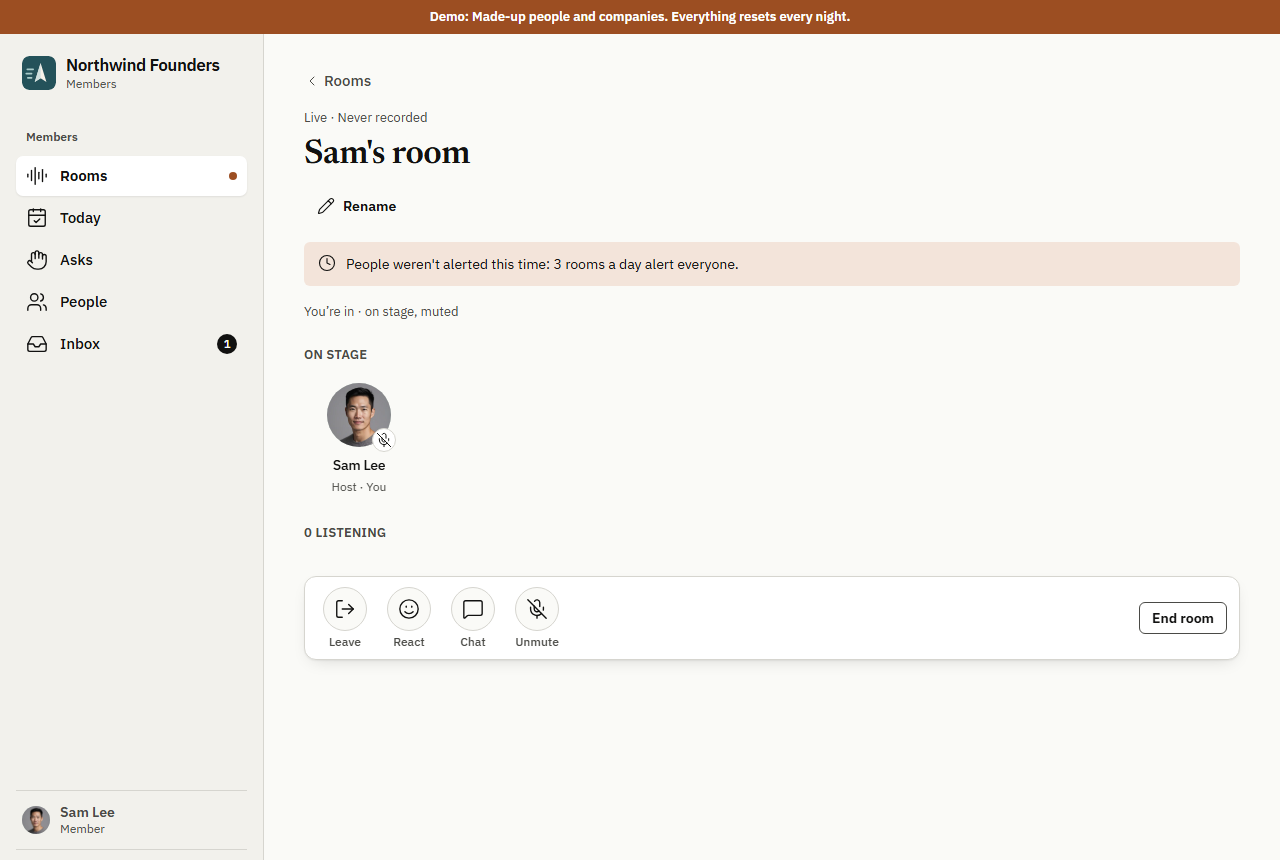 Demo: Made-up people and companies. Everything resets every night.
Northwind Founders
Members
Members
Rooms
Today
Asks
People
Inbox
1
Sam Lee
Member
Rooms
Live · Never recorded
Sam's room
Rename
People weren't alerted this time: 3 rooms a day alert everyone.
You’re in · on stage, muted
ON STAGE
Sam Lee
Host · You
0 LISTENING
Leave
React
Chat
Unmute
End room